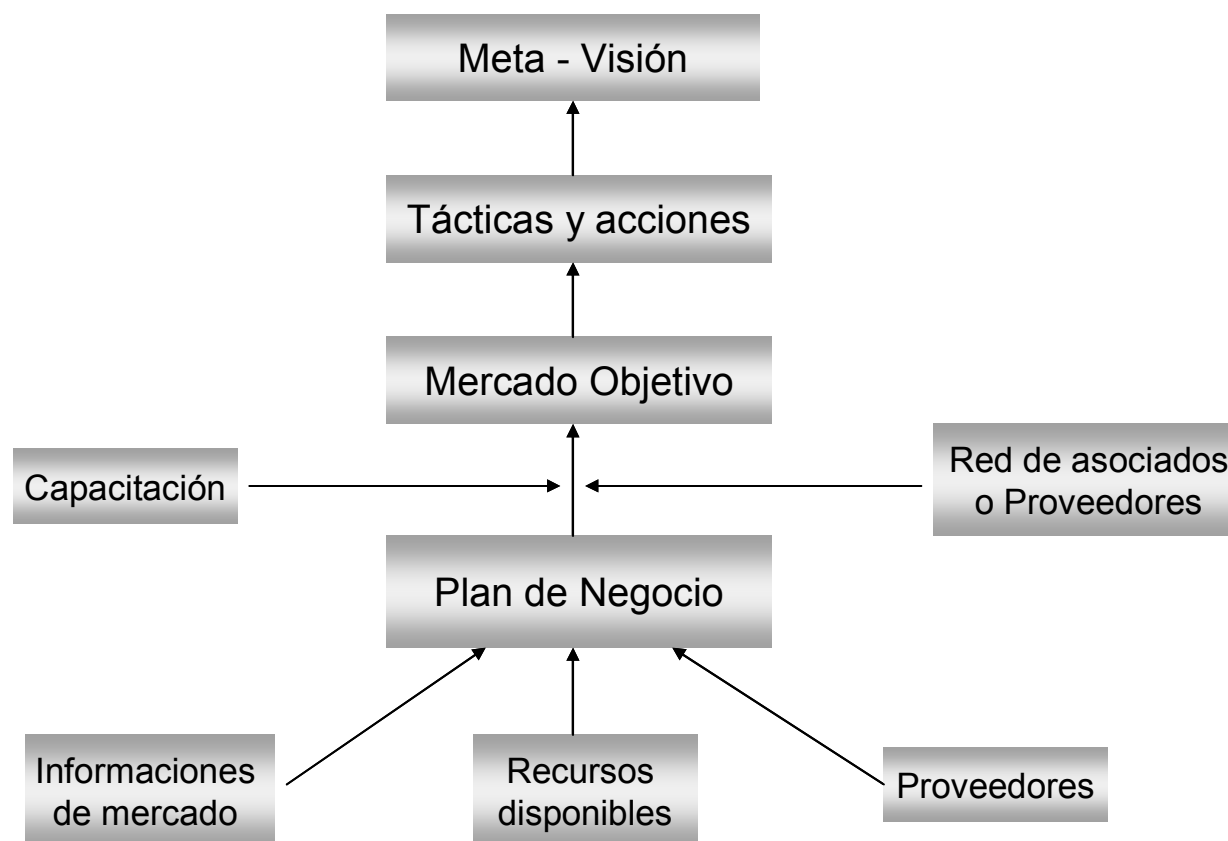 Meta - Visión
Tácticas y acciones
Mercado Objetivo
Capacitación
Red de asociados
o Proveedores
Plan de Negocio
Informaciones
de mercado
Recursos
disponibles
Proveedores